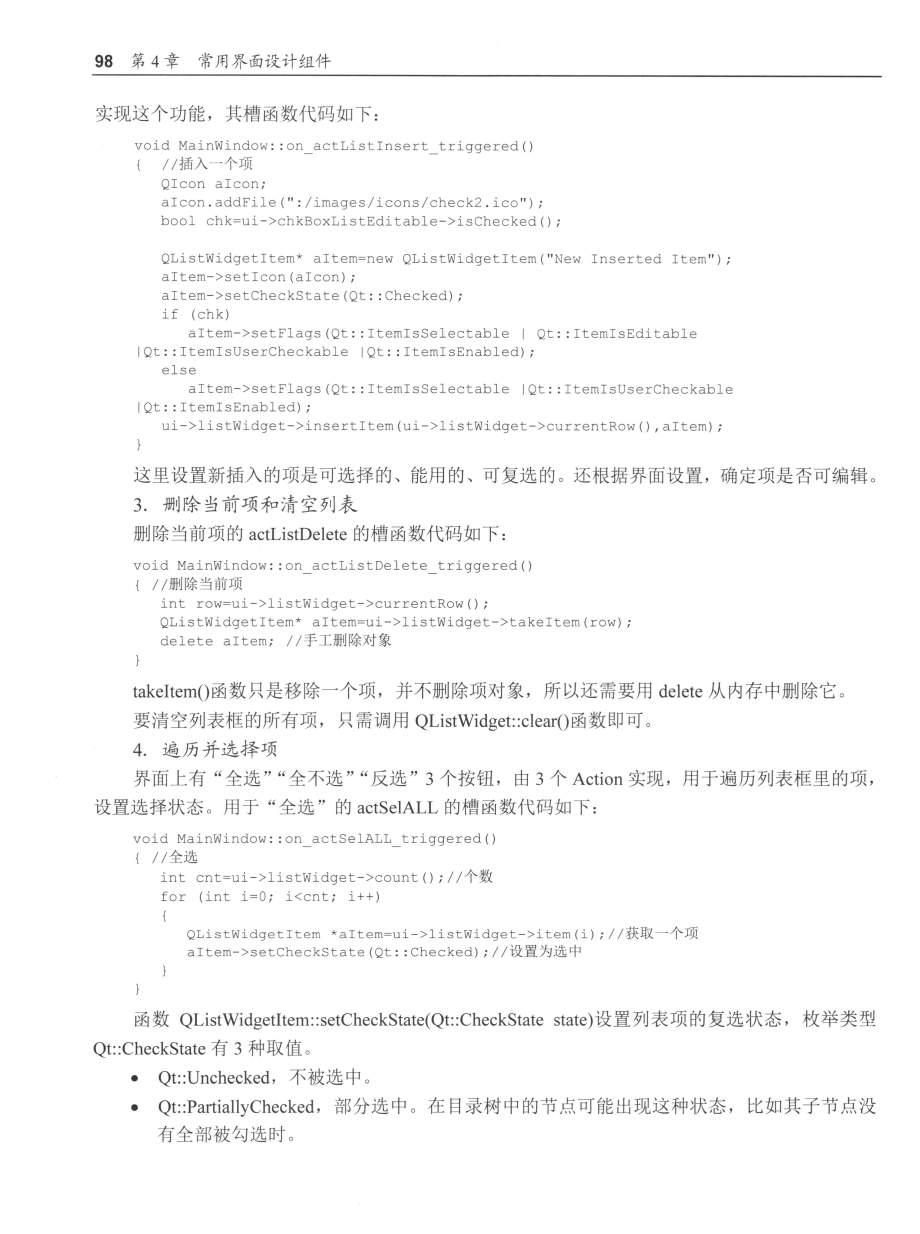 98 第4章 常用界面设计组件
实现这个功能，其槽函数代码如下：
void MainWindow::on_actListInsert_triggered()
{ //插入一个项
QIcon aIcon;
aIcon.addFile(":/images/icons/check2.ico");
bool chk=ui->chkBoxListEditable->isChecked();
QListWidgetItem* aItem=new QListWidgetItem("New Inserted Item");
aItem->setIcon(aIcon);
aItem->setCheckState(Qt::Checked);
if (chk)
aItem->setFlags(Qt::ItemIsSelectable | Qt::ItemIsEditable
|Qt::ItemIsUserCheckable |Qt::ItemIsEnabled);
else
aItem->setFlags(Qt::ItemIsSelectable |Qt::ItemIsUserCheckable
|Qt::ItemIsEnabled);
ui->listWidget->insertItem(ui->listWidget->currentRow(),aItem);
}
这里设置新插入的项是可选择的、能用的、可复选的。还根据界面设置，确定项是否可编辑。
3．删除当前项和清空列表
删除当前项的 actListDelete 的槽函数代码如下：
void MainWindow::on_actListDelete_triggered()
{ //删除当前项
int row=ui->listWidget->currentRow();
QListWidgetItem* aItem=ui->listWidget->takeItem(row);
delete aItem; //手工删除对象
}
takeItem()函数只是移除一个项，并不删除项对象，所以还需要用 delete 从内存中删除它。
要清空列表框的所有项，只需调用 QListWidget::clear()函数即可。
4．遍历并选择项
界面上有“全选”“全不选”“反选”3 个按钮，由 3 个 Action 实现，用于遍历列表框里的项，
设置选择状态。用于“全选”的 actSelALL 的槽函数代码如下：
void MainWindow::on_actSelALL_triggered()
{ //全选
int cnt=ui->listWidget->count();//个数
for (int i=0; i<cnt; i++)
{
QListWidgetItem *aItem=ui->listWidget->item(i);//获取一个项
aItem->setCheckState(Qt::Checked);//设置为选中
}
}
函数 QListWidgetItem::setCheckState(Qt::CheckState state)设置列表项的复选状态，枚举类型
Qt::CheckState 有 3 种取值。
• Qt::Unchecked，不被选中。
• Qt::PartiallyChecked，部分选中。在目录树中的节点可能出现这种状态，比如其子节点没
有全部被勾选时。